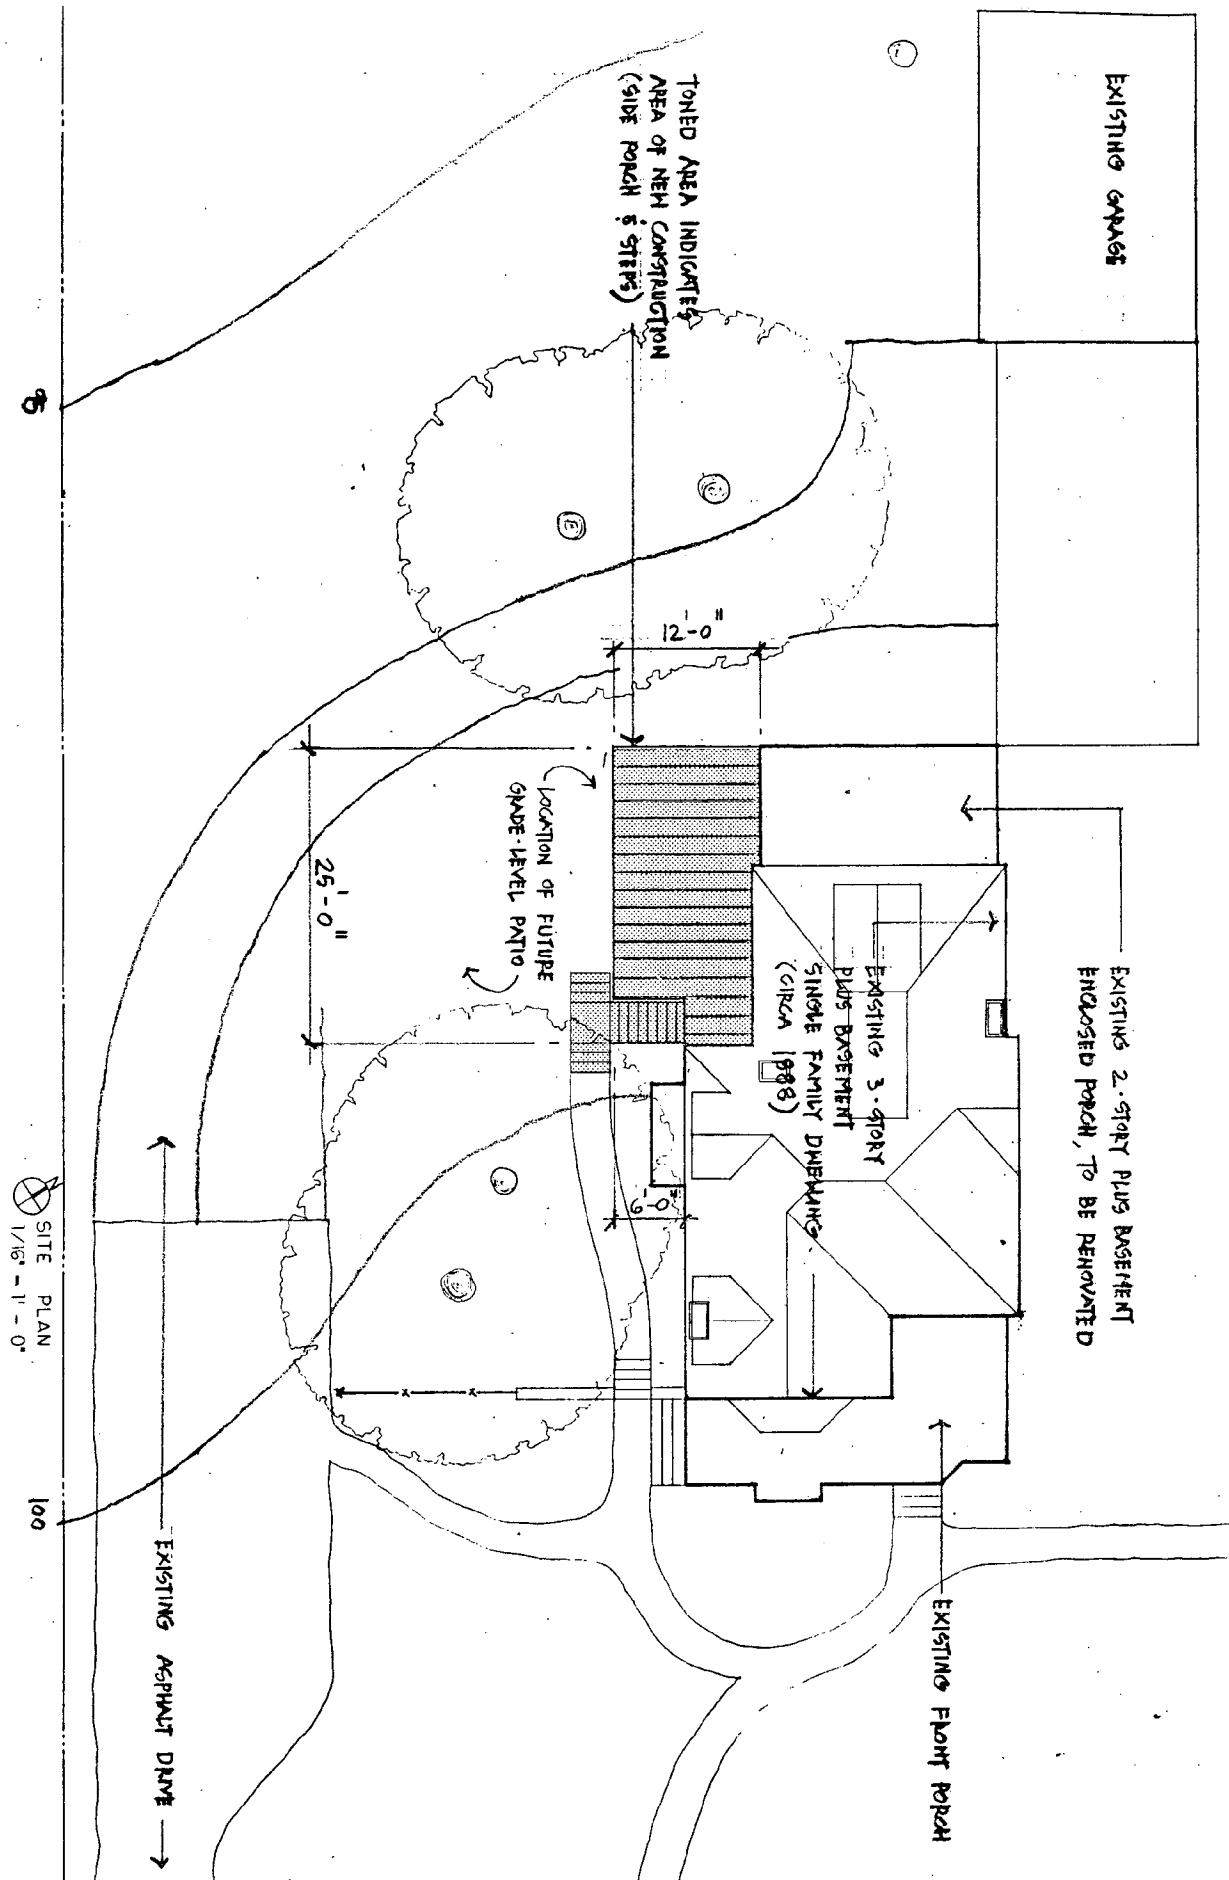 EXISTING GARAGE
TONED AREA INDICATES
AREA OF NEW CONSTRUCTION
(SIDE PORCH & STEPS)
EXISTING 2-STORY PLUS BASEMENT
ENCLOSED PORCH, TO BE RENOVATED
EXISTING 3-STORY
PLUS BASEMENT
SINGLE FAMILY DWELLING
(CIRCA 1888)
EXISTING FRONT PORCH
12'-0"
LOCATION OF FUTURE
GRADE-LEVEL PATIO
25'-0"
6'-0"
EXISTING ASPHALT DRIVE
95
100
N
SITE PLAN
1/16" = 1'-0"